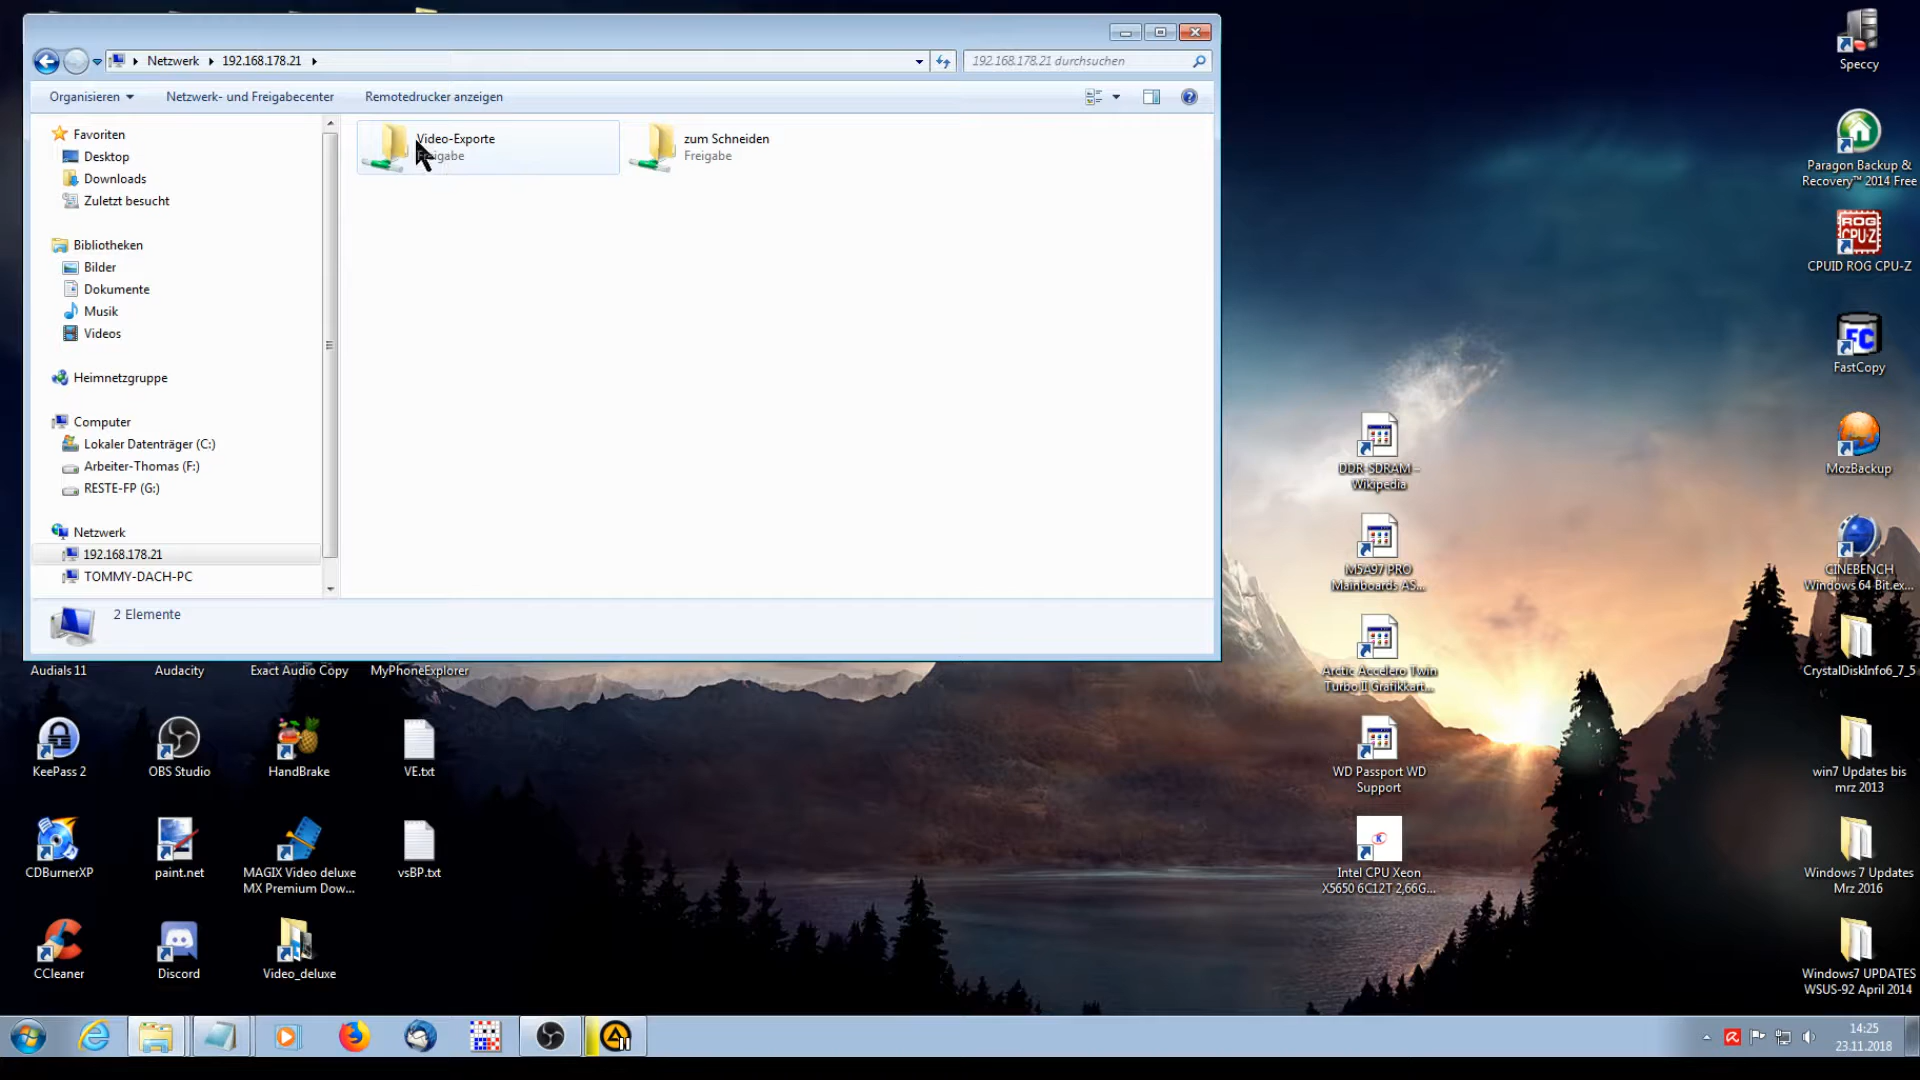 Netzwerk
192.168.178.21
192.168.178.21 durchsuchen
Organisieren
Netzwerk- und Freigabecenter
Remotedrucker anzeigen
Favoriten
Desktop
Downloads
Zuletzt besucht
Bibliotheken
Bilder
Dokumente
Musik
Videos
Heimnetzgruppe
Computer
Lokaler Datenträger (C:)
Arbeiter-Thomas (F:)
RESTE-FP (G:)
Netzwerk
192.168.178.21
TOMMY-DACH-PC
Video-Exporte
Freigabe
zum Schneiden
Freigabe
2 Elemente
Audials 11
Audacity
Exact Audio Copy
MyPhoneExplorer
KeePass 2
OBS Studio
HandBrake
VE.txt
CDBurnerXP
paint.net
MAGIX Video deluxe
MX Premium Dow...
vsBP.txt
CCleaner
Discord
Video_deluxe
DDR-SDRAM –
Wikipedia
M5A97 PRO
Mainboards AS...
Arctic Accelero Twin
Turbo II Grafikkart...
WD Passport WD
Support
Intel CPU Xeon
X5650 6C12T 2,66G...
Speccy
Paragon Backup &
Recovery™ 2014 Free
ROG
CPU-Z
CPUID ROG CPU-Z
FC
FastCopy
MozBackup
CINEBENCH
Windows 64 Bit.ex...
CrystalDiskInfo6_7_5
win7 Updates bis
mrz 2013
Windows 7 Updates
Mrz 2016
Windows7 UPDATES
WSUS-92 April 2014
14:25
23.11.2018